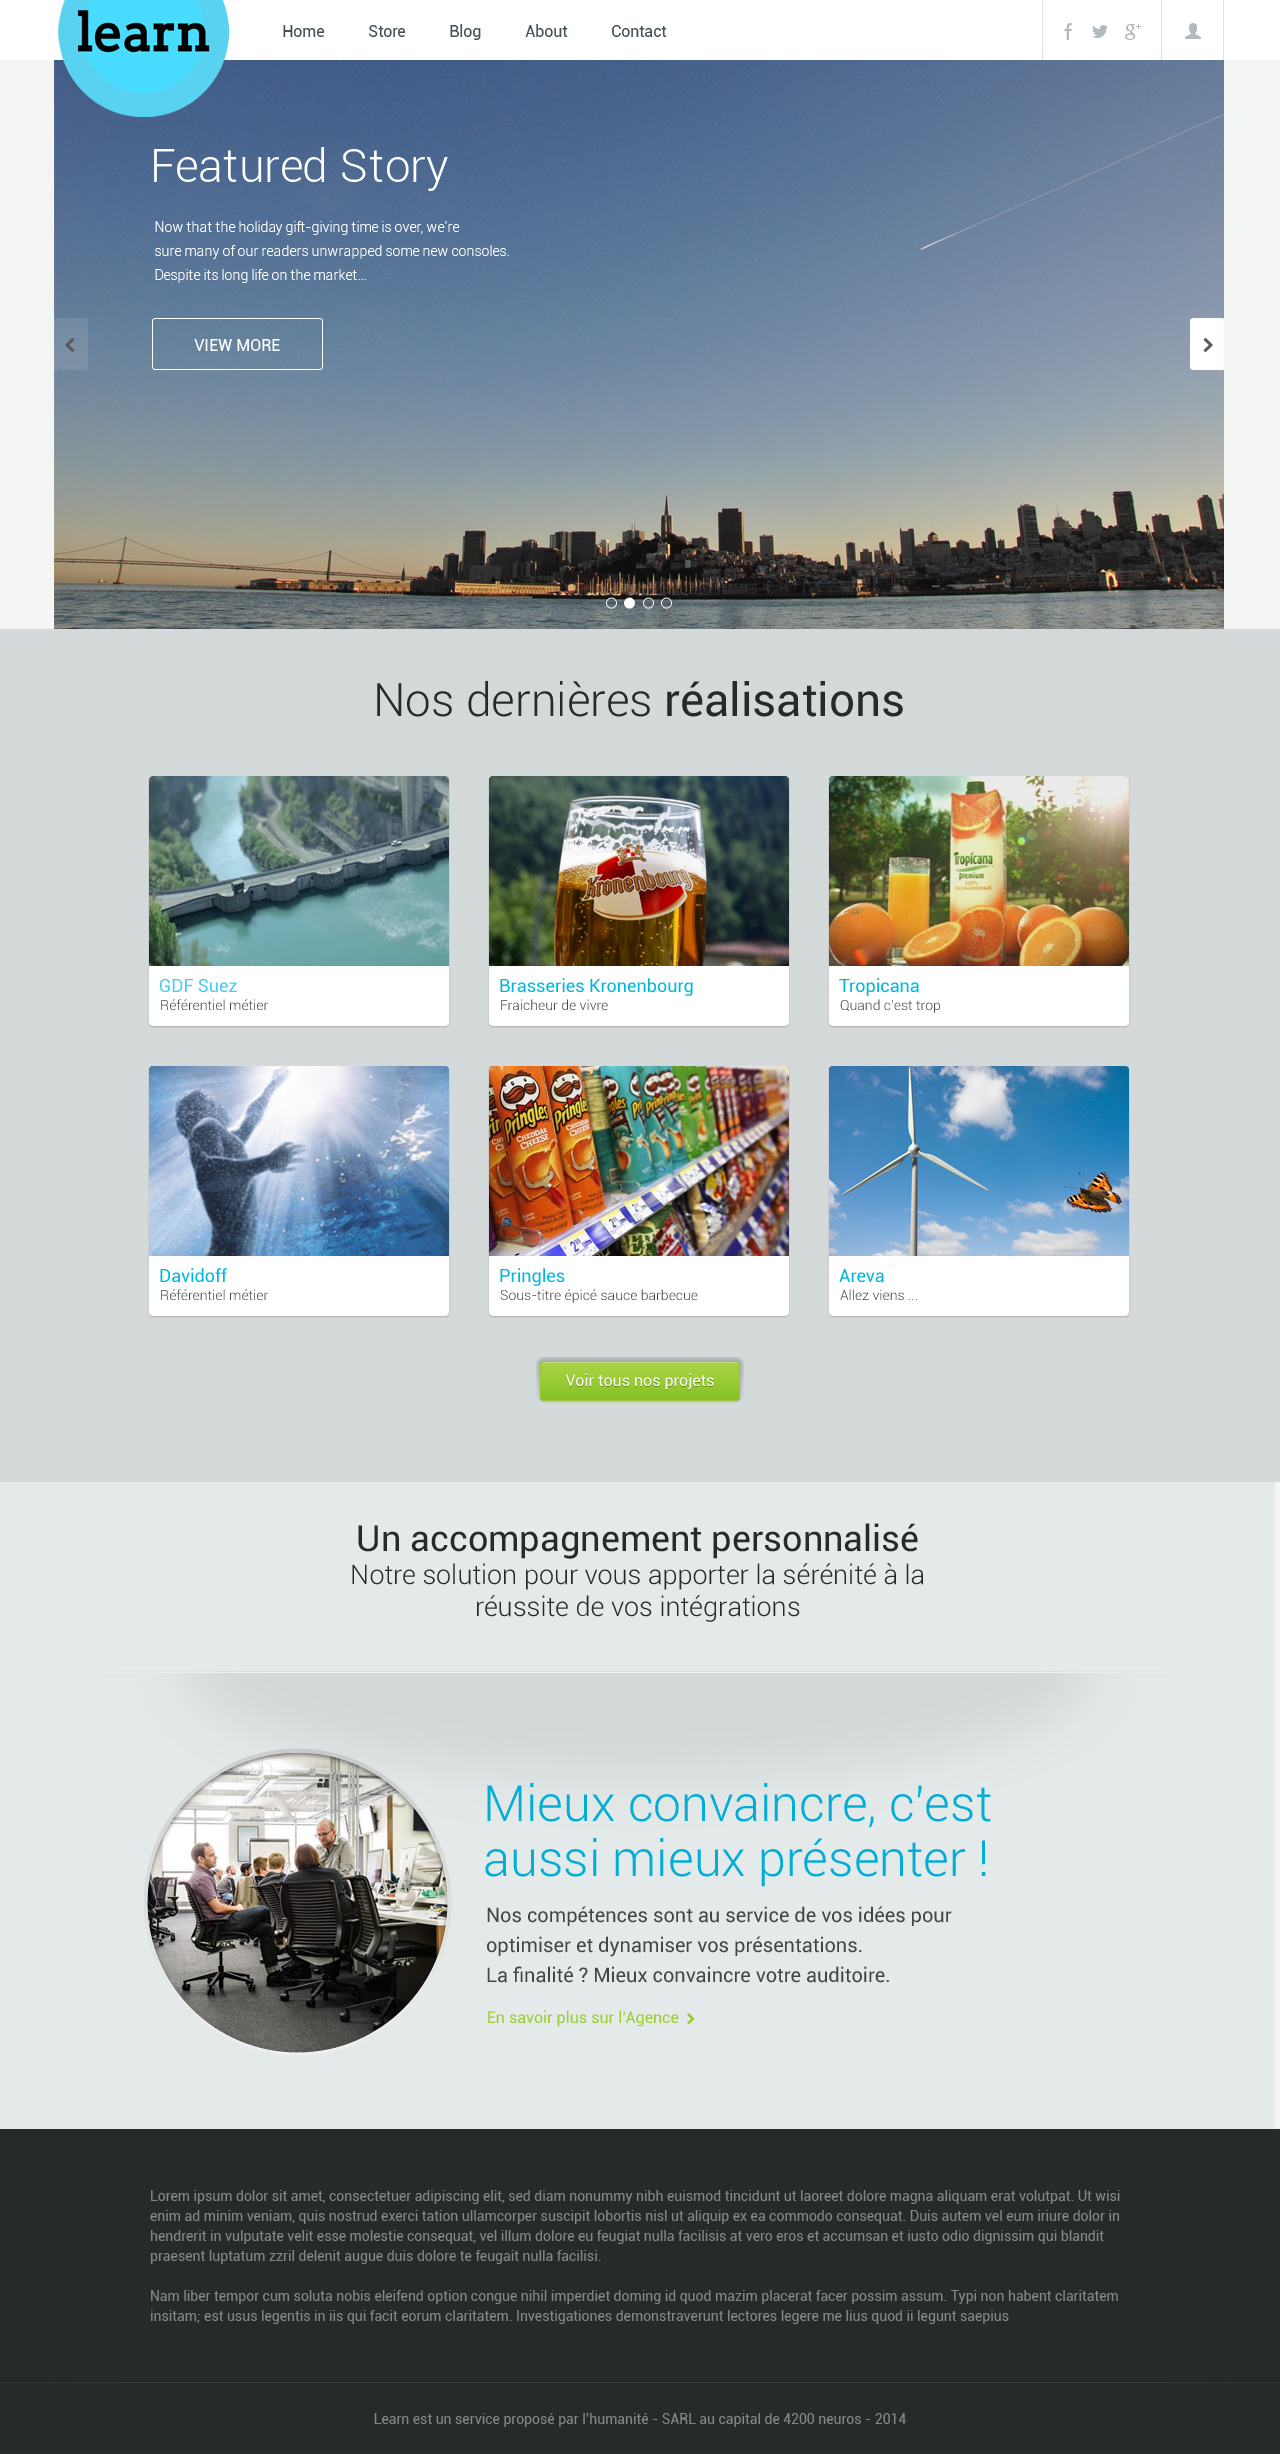 learn
Home Store Blog About Contact
Featured Story
Now that the holiday gift-giving time is over, we're
sure many of our readers unwrapped some new consoles.
Despite its long life on the market...
VIEW MORE
Nos dernières réalisations
Kronenbourg
Tropicana
Premium
100%
GDF Suez
Référentiel métier
Brasseries Kronenbourg
Fraicheur de vivre
Tropicana
Quand c'est trop
Pringles
Pringles
CHEDDAR
CHEESE
CHEDDAR
CHEESE
Davidoff
Référentiel métier
Pringles
Sous-titre épicé sauce barbecue
Areva
Allez viens ...
Voir tous nos projets
Un accompagnement personnalisé
Notre solution pour vous apporter la sérénité à la
réussite de vos intégrations
Mieux convaincre, c'est
aussi mieux présenter !
Nos compétences sont au service de vos idées pour
optimiser et dynamiser vos présentations.
La finalité ? Mieux convaincre votre auditoire.
En savoir plus sur l'Agence
Lorem ipsum dolor sit amet, consectetuer adipiscing elit, sed diam nonummy nibh euismod tincidunt ut laoreet dolore magna aliquam erat volutpat. Ut wisi
enim ad minim veniam, quis nostrud exerci tation ullamcorper suscipit lobortis nisl ut aliquip ex ea commodo consequat. Duis autem vel eum iriure dolor in
hendrerit in vulputate velit esse molestie consequat, vel illum dolore eu feugiat nulla facilisis at vero eros et accumsan et iusto odio dignissim qui blandit
praesent luptatum zzril delenit augue duis dolore te feugait nulla facilisi.
Nam liber tempor cum soluta nobis eleifend option congue nihil imperdiet doming id quod mazim placerat facer possim assum. Typi non habent claritatem
insitam; est usus legentis in iis qui facit eorum claritatem. Investigationes demonstraverunt lectores legere me lius quod ii legunt saepius
Learn est un service proposé par l'humanité - SARL au capital de 4200 neuros - 2014